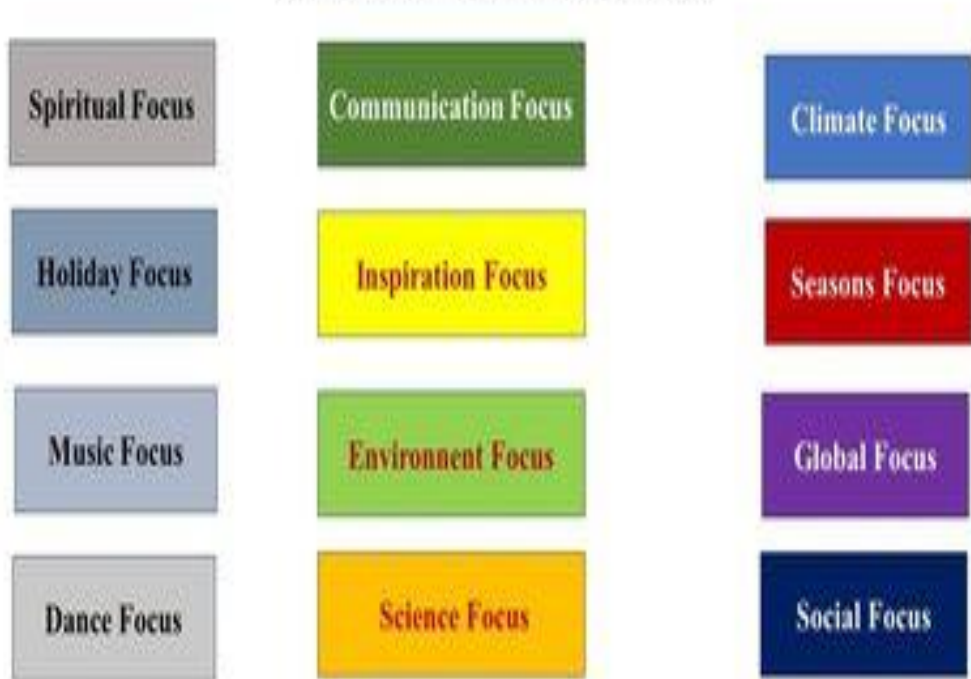 Spiritual Focus
Communication Focus
Climate Focus
Holiday Focus
Inspiration Focus
Seasons Focus
Music Focus
Environnent Focus
Global Focus
Dance Focus
Science Focus
Social Focus